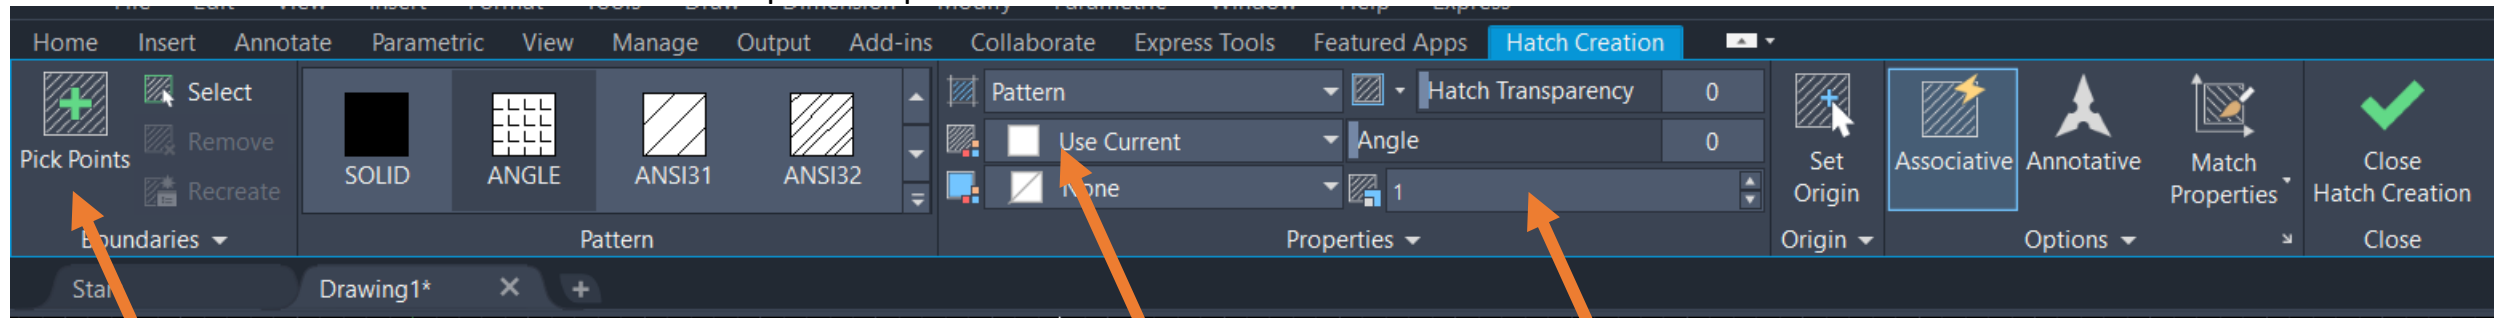 Home Insert Annotate Parametric View Manage Output Add-ins Collaborate Express Tools Featured Apps Hatch Creation
Pick Points
Select
Remove
Recreate
Boundaries
SOLID ANGLE ANSI31 ANSI32
Pattern
Pattern Hatch Transparency 0
Use Current Angle 0
None 1
Properties
Set
Origin
Origin
Associative Annotative Match
Properties
Options
Close
Hatch Creation
Close
Drawing1*